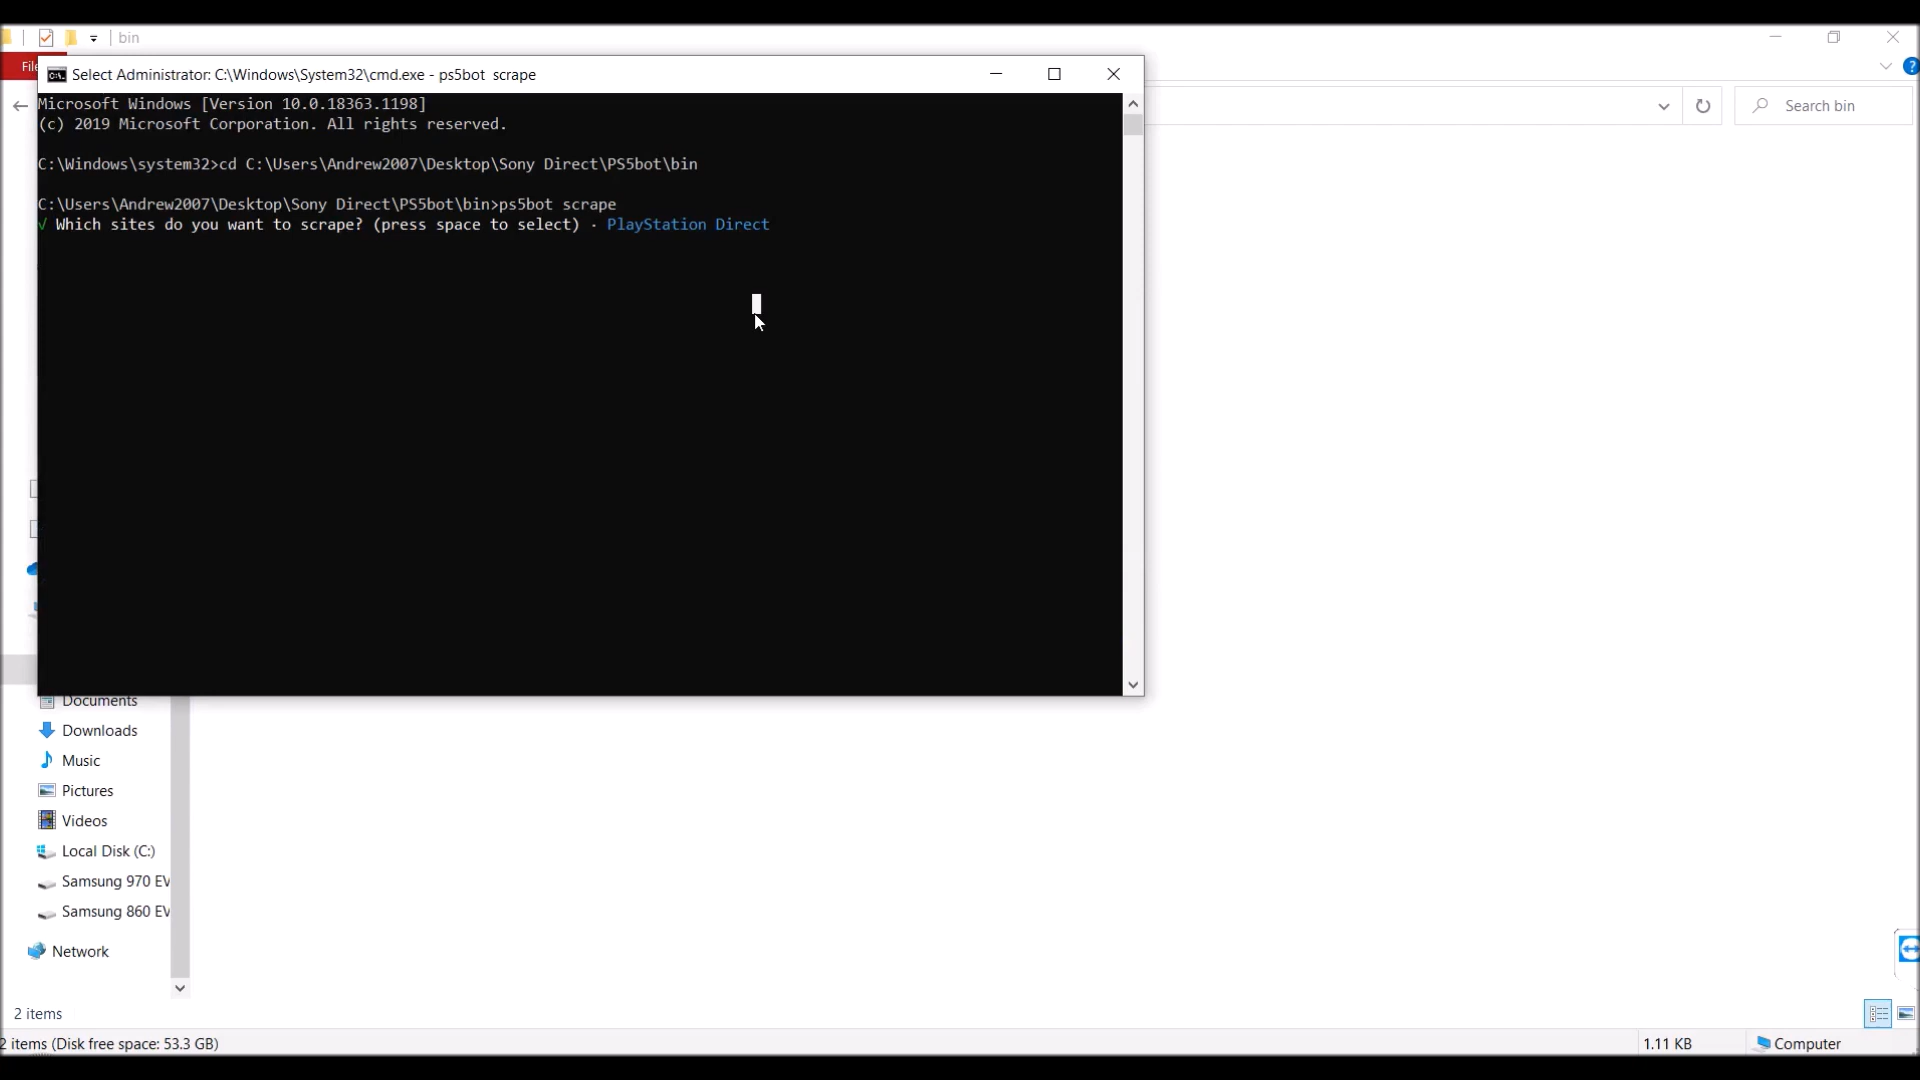 bin
File
Select Administrator: C:\Windows\System32\cmd.exe - ps5bot scrape
Search bin
Microsoft Windows [Version 10.0.18363.1198]
(c) 2019 Microsoft Corporation. All rights reserved.
C:\Windows\system32>cd C:\Users\Andrew2007\Desktop\Sony Direct\PS5bot\bin
C:\Users\Andrew2007\Desktop\Sony Direct\PS5bot\bin>ps5bot scrape
√ Which sites do you want to scrape? (press space to select) · PlayStation Direct
Documents
Downloads
Music
Pictures
Videos
Local Disk (C:)
Samsung 970 EV
Samsung 860 EV
Network
2 items
2 items (Disk free space: 53.3 GB)
1.11 KB
Computer